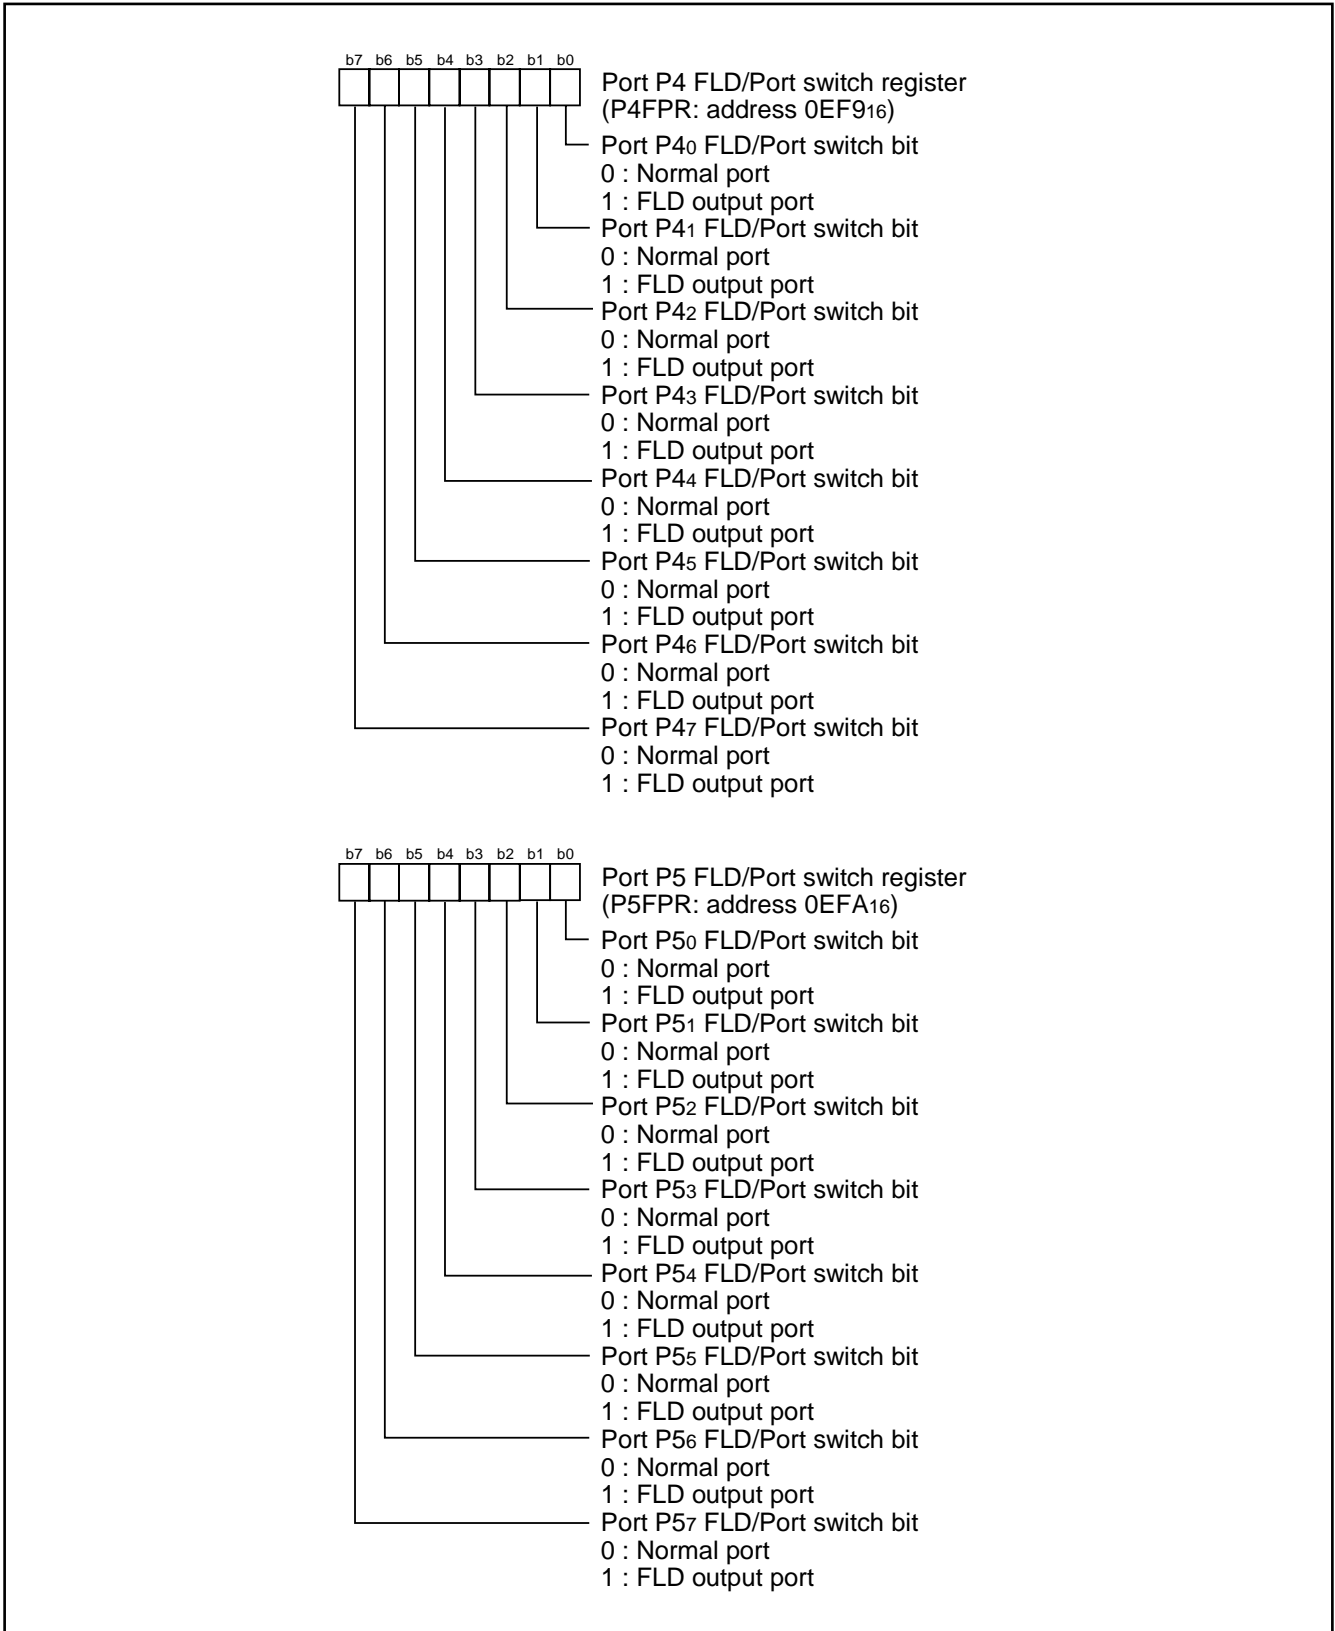 b7 b6 b5 b4 b3 b2 b1 b0
Port P4 FLD/Port switch register
(P4FPR: address 0EF916)
Port P40 FLD/Port switch bit
0 : Normal port
1 : FLD output port
Port P41 FLD/Port switch bit
0 : Normal port
1 : FLD output port
Port P42 FLD/Port switch bit
0 : Normal port
1 : FLD output port
Port P43 FLD/Port switch bit
0 : Normal port
1 : FLD output port
Port P44 FLD/Port switch bit
0 : Normal port
1 : FLD output port
Port P45 FLD/Port switch bit
0 : Normal port
1 : FLD output port
Port P46 FLD/Port switch bit
0 : Normal port
1 : FLD output port
Port P47 FLD/Port switch bit
0 : Normal port
1 : FLD output port
b7 b6 b5 b4 b3 b2 b1 b0
Port P5 FLD/Port switch register
(P5FPR: address 0EFA16)
Port P50 FLD/Port switch bit
0 : Normal port
1 : FLD output port
Port P51 FLD/Port switch bit
0 : Normal port
1 : FLD output port
Port P52 FLD/Port switch bit
0 : Normal port
1 : FLD output port
Port P53 FLD/Port switch bit
0 : Normal port
1 : FLD output port
Port P54 FLD/Port switch bit
0 : Normal port
1 : FLD output port
Port P55 FLD/Port switch bit
0 : Normal port
1 : FLD output port
Port P56 FLD/Port switch bit
0 : Normal port
1 : FLD output port
Port P57 FLD/Port switch bit
0 : Normal port
1 : FLD output port